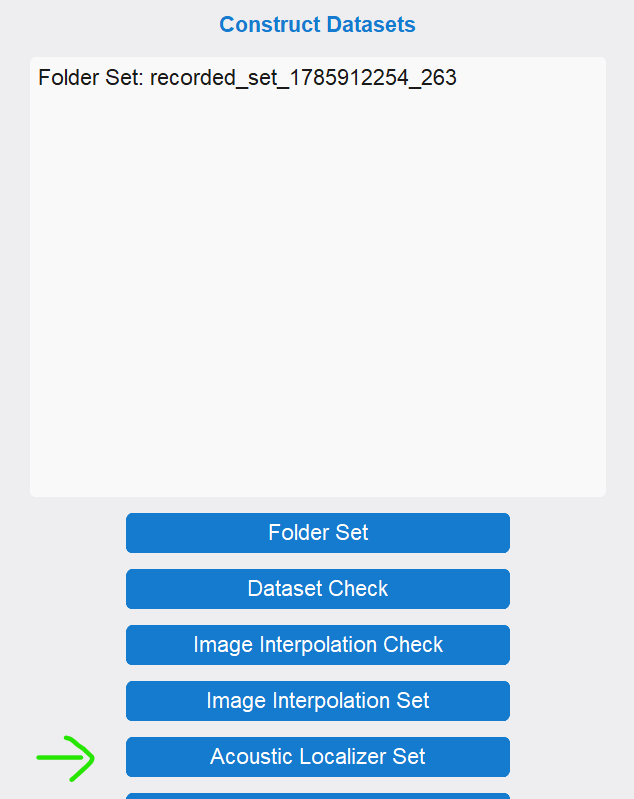 Construct Datasets
Folder Set: recorded_set_1785912254_263
Folder Set
Dataset Check
Image Interpolation Check
Image Interpolation Set
Acoustic Localizer Set